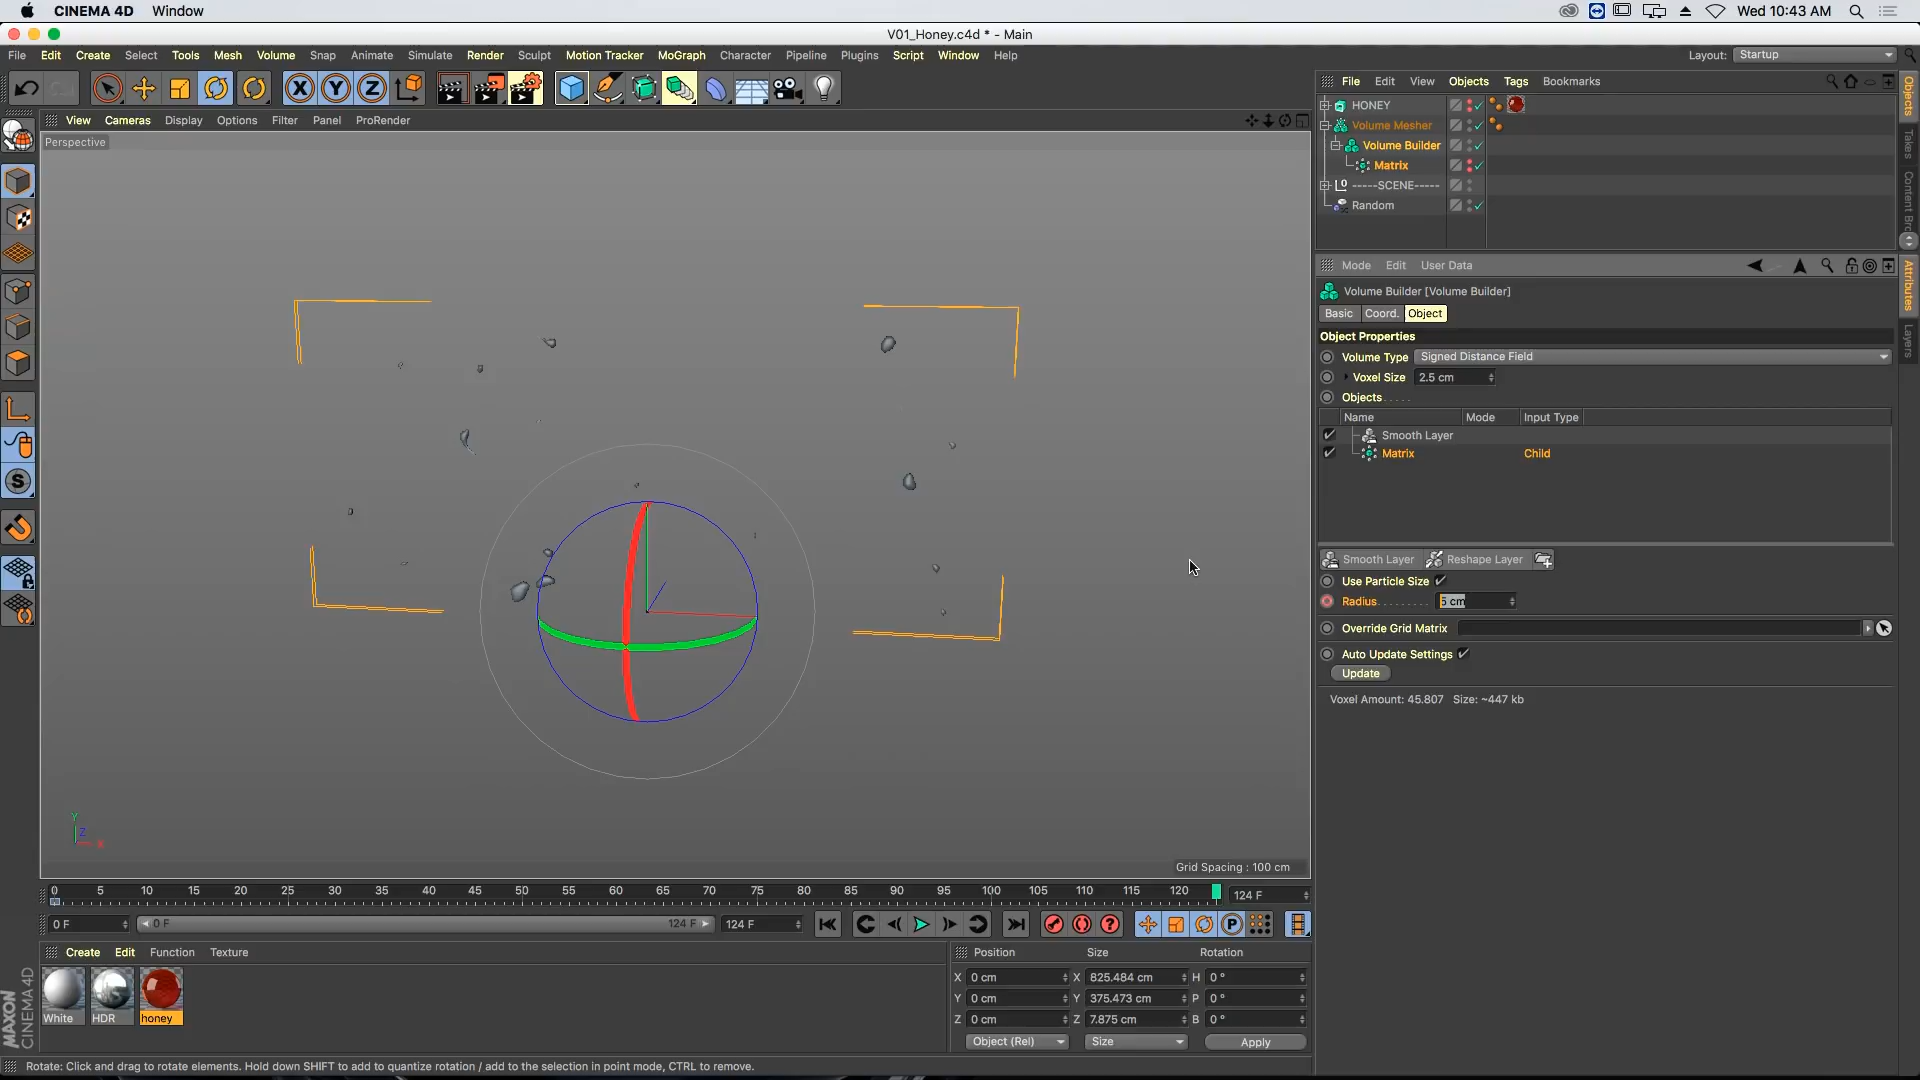 CINEMA 4D Window Wed 10:43 AM
V01_Honey.c4d * - Main
File Edit Create Select Tools Mesh Volume Snap Animate Simulate Render Sculpt Motion Tracker MoGraph Character Pipeline Plugins Script Window Help Layout: Startup
X Y Z
File Edit View Objects Tags Bookmarks
View Cameras Display Options Filter Panel ProRender
Perspective
HONEY
Volume Mesher
Volume Builder
Matrix
-----SCENE-----
Random
Objects
Takes
Content Br
Attributes
Layers
Mode Edit User Data
Volume Builder [Volume Builder]
Basic Coord. Object
Object Properties
Volume Type Signed Distance Field
Voxel Size 2.5 cm
Objects . . . . .
Name Mode Input Type
Smooth Layer
Matrix Child
Smooth Layer Reshape Layer
Use Particle Size
Radius. . . . . . . . 5 cm
Override Grid Matrix
Auto Update Settings
Update
Voxel Amount: 45.807 Size: ~447 kb
Y
Z
X
Grid Spacing : 100 cm
0 5 10 15 20 25 30 35 40 45 50 55 60 65 70 75 80 85 90 95 100 105 110 115 120 124 F
0 F 0 F 124 F 124 F
Create Edit Function Texture
White HDR honey
Position Size Rotation
X 0 cm X 825.484 cm H 0 °
Y 0 cm Y 375.473 cm P 0 °
Z 0 cm Z 7.875 cm B 0 °
Object (Rel) Size Apply
MAXON
CINEMA 4D
Rotate: Click and drag to rotate elements. Hold down SHIFT to add to quantize rotation / add to the selection in point mode, CTRL to remove.